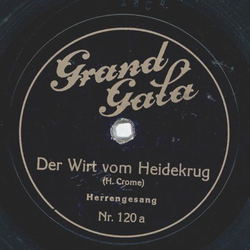 Grand
Gala
Der Wirt vom Heidekrug
(H. Crome)
Herrengesang
Nr. 120 a